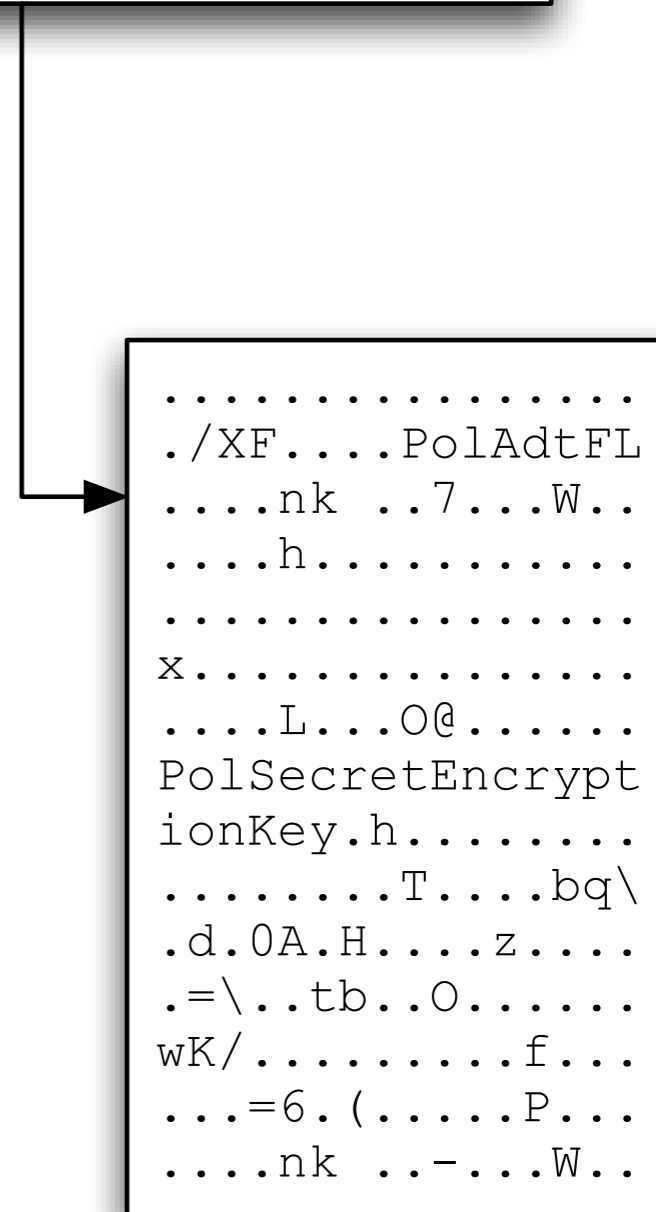 ................
./XF....PolAdtFL
....nk ..7...W..
....h...........
................
x...............
....L...O@......
PolSecretEncrypt
ionKey.h........
........T....bq\
.d.0A.H....z....
.=\..tb..O......
wK/.........f...
...=6.(.....P...
....nk ..-...W..